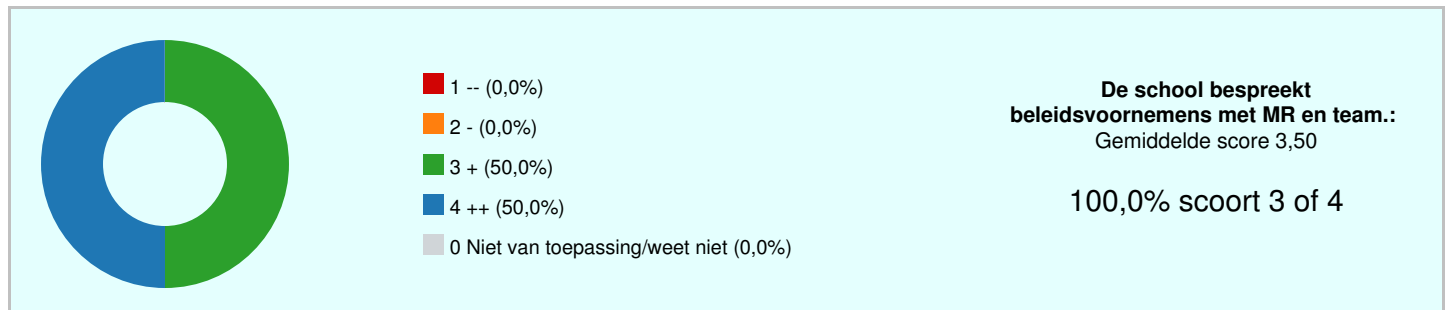 1 -- (0,0%)
2 - (0,0%)
3 + (50,0%)
4 ++ (50,0%)
0 Niet van toepassing/weet niet (0,0%)
De school bespreekt
beleidsvoornemens met MR en team.:
Gemiddelde score 3,50
100,0% scoort 3 of 4